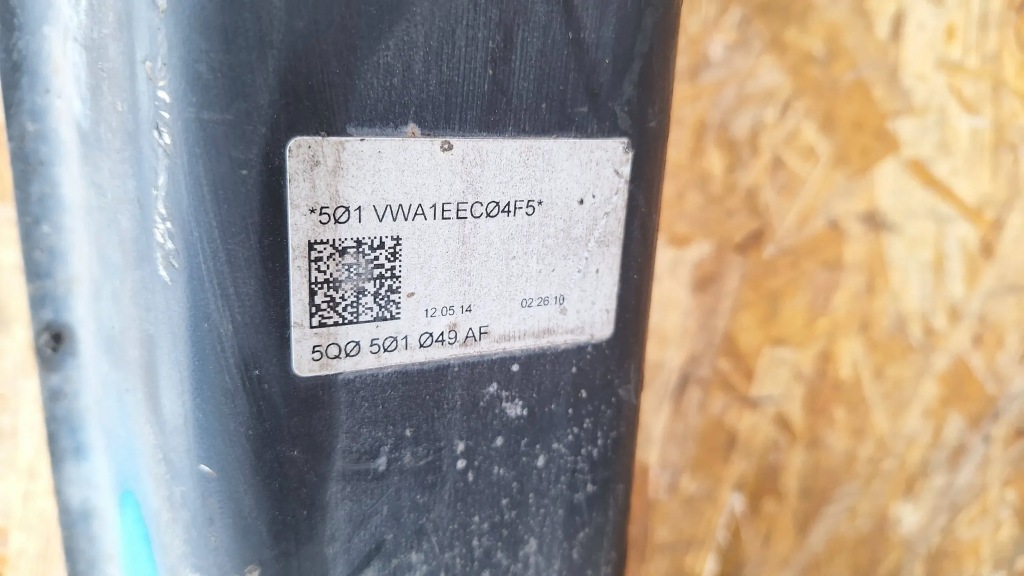 *5Ø1 VWA1EECØ4F5*
12.05.14 02:26:10
5QØ 5Ø1 Ø49 AF